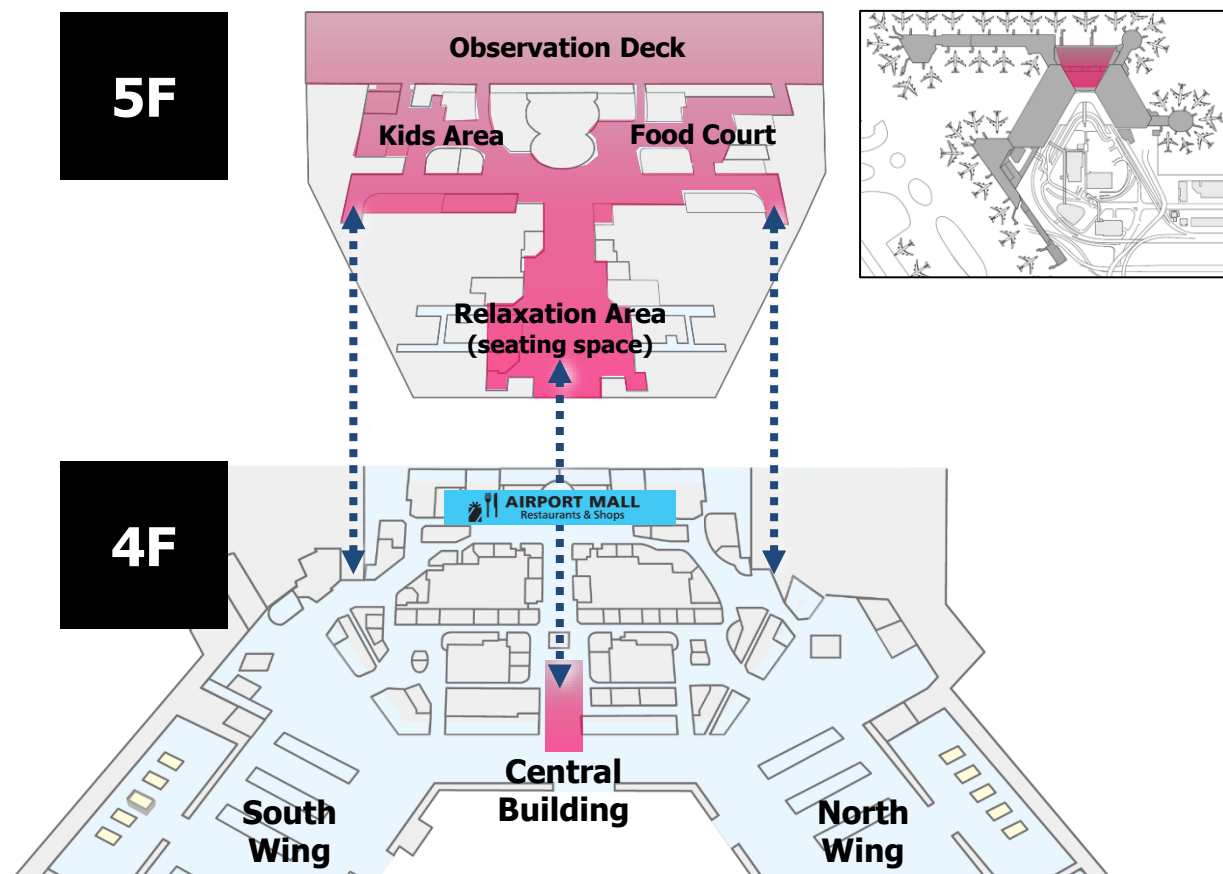 5F
Observation Deck
Kids Area
Food Court
Relaxation Area
(seating space)
4F
AIRPORT MALL
Restaurants & Shops
Central
Building
South
Wing
North
Wing